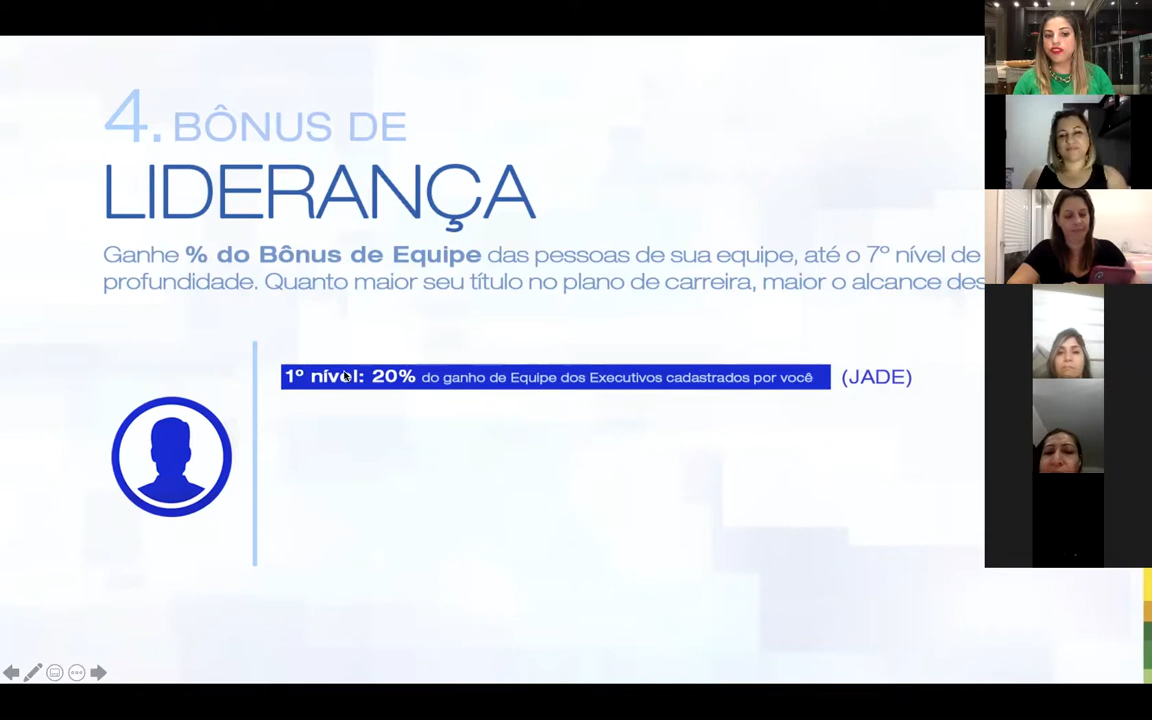 4. BÔNUS DE
LIDERANÇA
Ganhe % do Bônus de Equipe das pessoas de sua equipe, até o 7º nível de
profundidade. Quanto maior seu título no plano de carreira, maior o alcance
1º nível: 20% do ganho de Equipe dos Executivos cadastrados por você (JADE)